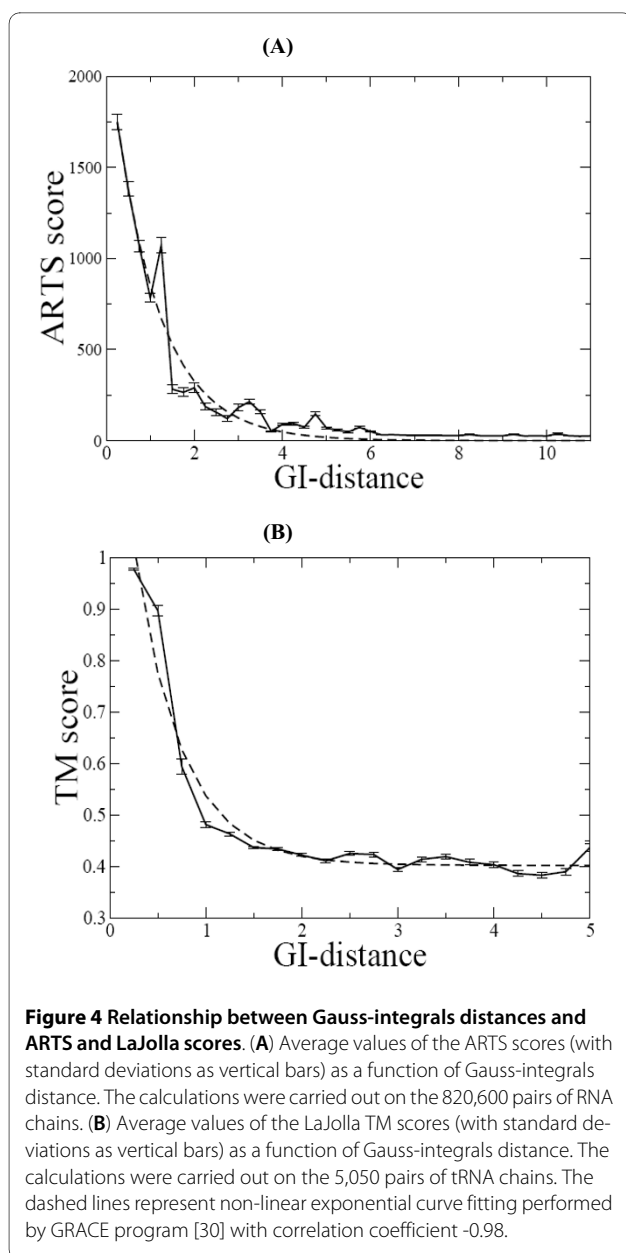 (A)
2000
1500
1000
500
0
ARTS score
0 2 4 6 8 10
GI-distance
(B)
1
0.9
0.8
0.7
0.6
0.5
0.4
0.3
TM score
0 1 2 3 4 5
GI-distance
Figure 4 Relationship between Gauss-integrals distances and
ARTS and LaJolla scores. (A) Average values of the ARTS scores (with
standard deviations as vertical bars) as a function of Gauss-integrals
distance. The calculations were carried out on the 820,600 pairs of RNA
chains. (B) Average values of the LaJolla TM scores (with standard de-
viations as vertical bars) as a function of Gauss-integrals distance. The
calculations were carried out on the 5,050 pairs of tRNA chains. The
dashed lines represent non-linear exponential curve fitting performed
by GRACE program [30] with correlation coefficient -0.98.